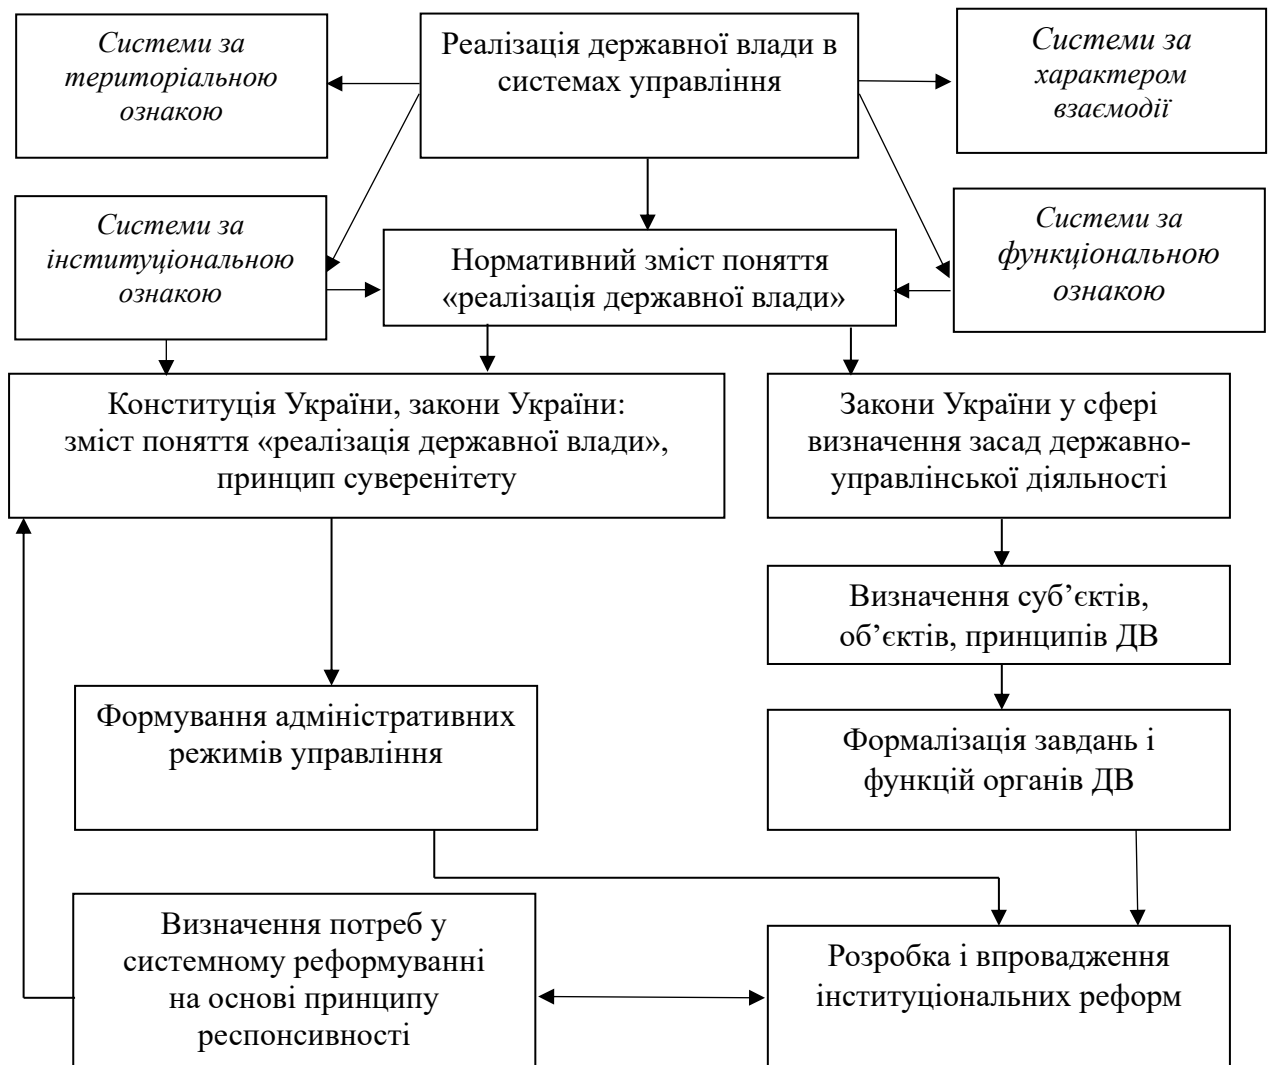 Системи за
територіальною
ознакою
Реалізація державної влади в
системах управління
Системи за
характером
взаємодії
Системи за
інституціональною
ознакою
Нормативний зміст поняття
«реалізація державної влади»
Системи за
функціональною
ознакою
Конституція України, закони України:
зміст поняття «реалізація державної влади»,
принцип суверенітету
Закони України у сфері
визначення засад державно-
управлінської діяльності
Визначення суб’єктів,
об’єктів, принципів ДВ
Формування адміністративних
режимів управління
Формалізація завдань і
функцій органів ДВ
Визначення потреб у
системному реформуванні
на основі принципу
респонсивності
Розробка і впровадження
інституціональних реформ